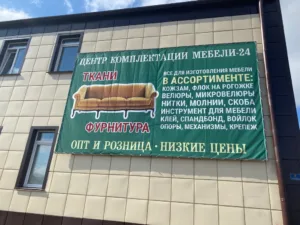 ЦЕНТР КОМПЛЕКТАЦИИ МЕБЕЛИ-24
ТКАНИ
ФУРНИТУРА
ВСЕ ДЛЯ ИЗГОТОВЛЕНИЯ МЕБЕЛИ
В АССОРТИМЕНТЕ:
КОЖЗАМ, ФЛОК НА РОГОЖКЕ
ВЕЛЮРЫ, МИКРОВЕЛЮРЫ
НИТКИ, МОЛНИИ, СКОБА
ИНСТРУМЕНТ ДЛЯ МЕБЕЛИ
КЛЕЙ, СПАНДБОНД, ВОЙЛОК
ОПОРЫ, МЕХАНИЗМЫ, КРЕПЕЖ
ОПТ И РОЗНИЦА · НИЗКИЕ ЦЕНЫ